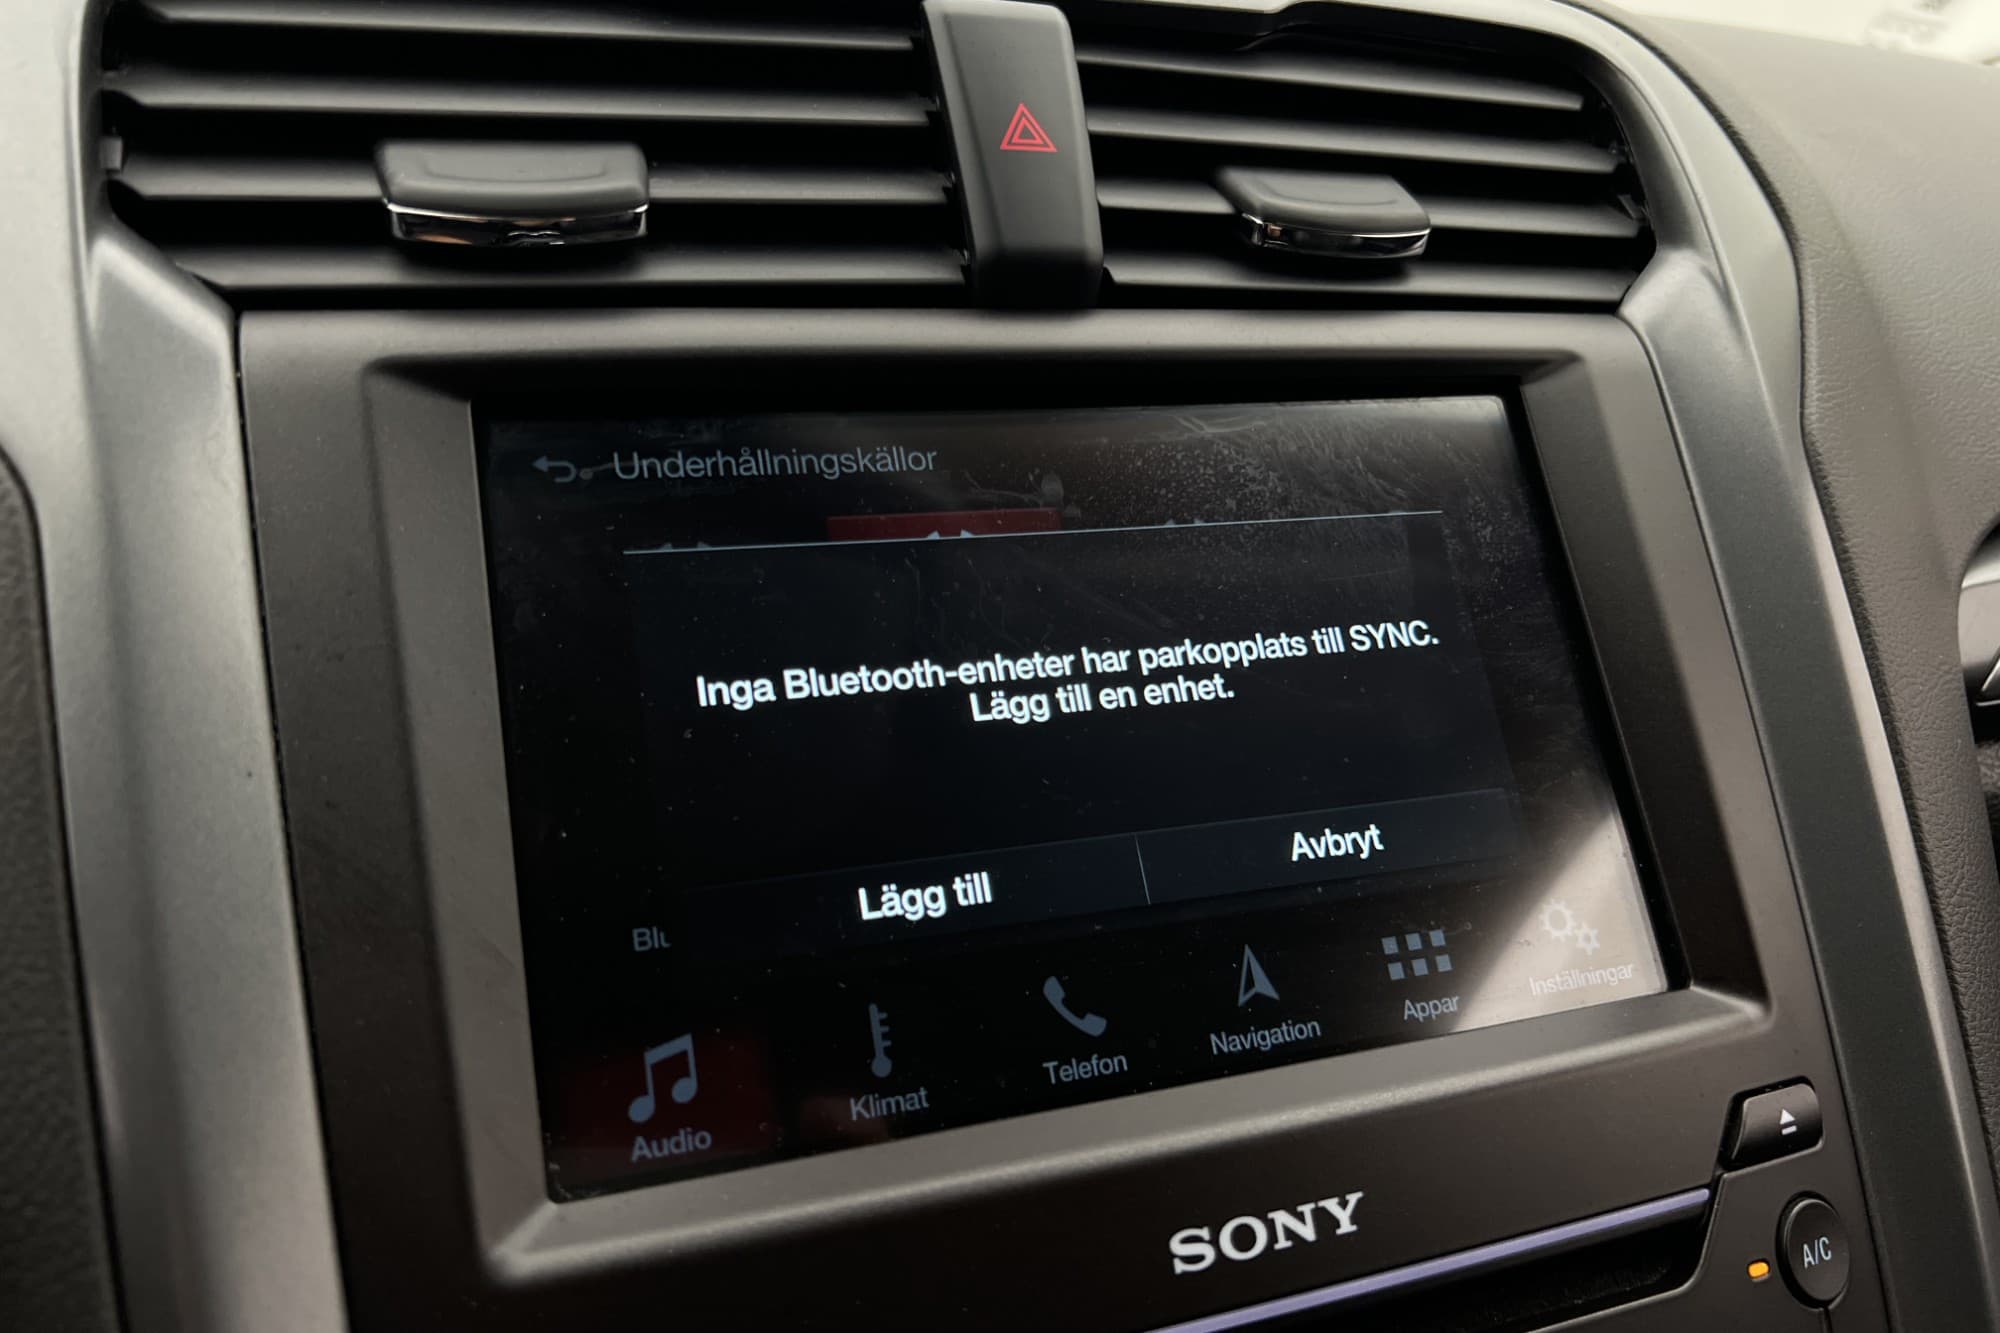 Underhållningskällor
Inga Bluetooth-enheter har parkopplats till SYNC.
Lägg till en enhet.
Lägg till
Avbryt
Blu
Audio
Klimat
Telefon
Navigation
Appar
Inställningar
SONY
A/C